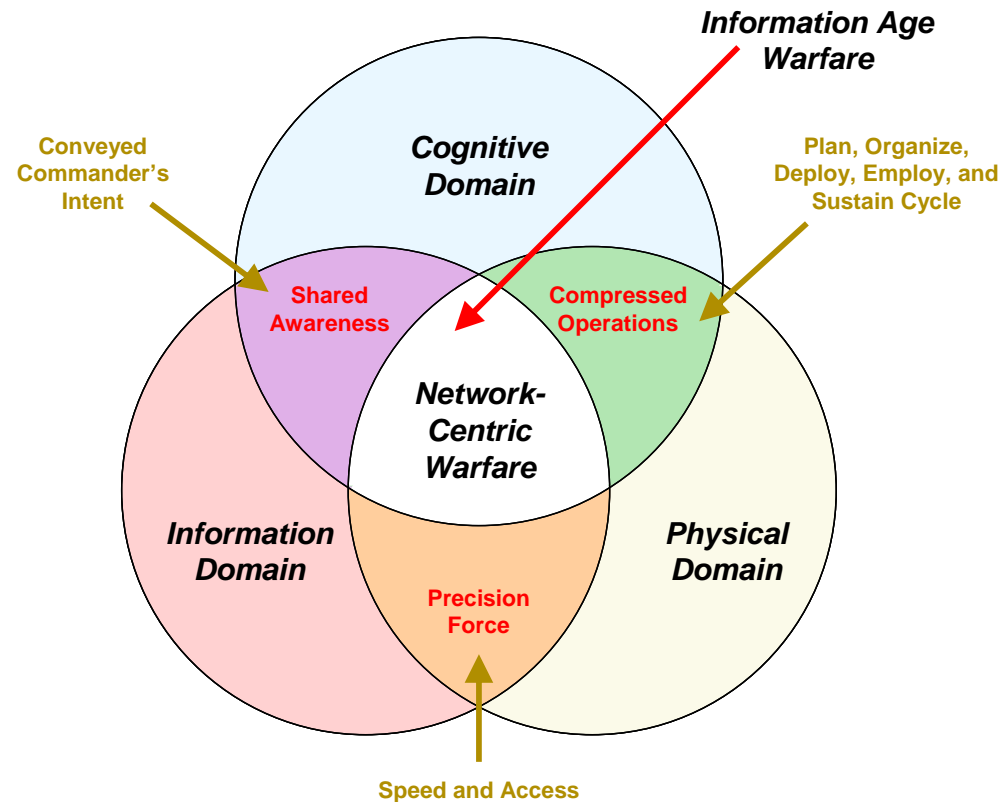 Information Age
Warfare
Conveyed
Commander’s
Intent
Cognitive
Domain
Plan, Organize,
Deploy, Employ, and
Sustain Cycle
Shared
Awareness
Compressed
Operations
Network-
Centric
Warfare
Information
Domain
Physical
Domain
Precision
Force
Speed and Access